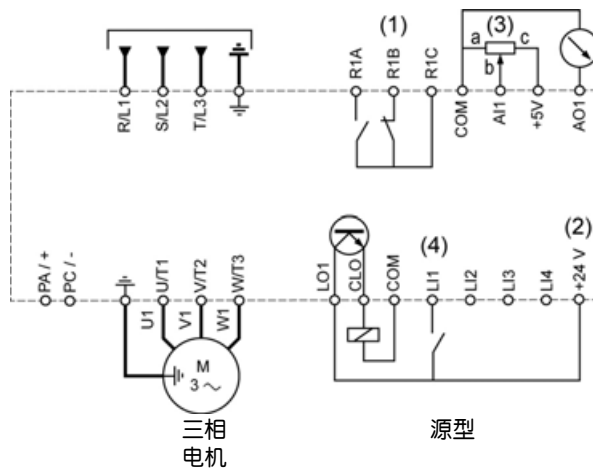 (1)
(3)
a
c
b
R1A
R1B
R1C
COM
AI1
+5V
AO1
R/L1
S/L2
T/L3
(2)
(4)
PA / +
PC / -
U/T1
V/T2
W/T3
U1
V1
W1
LO1
CLO
COM
LI1
LI2
LI3
LI4
+24 V
M
3 ~
三相
电机
源型